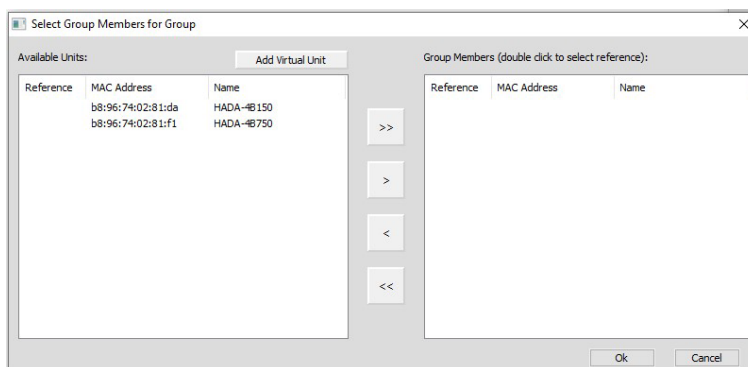 Select Group Members for Group
Available Units:
Add Virtual Unit
Group Members (double click to select reference):
Reference MAC Address Name
b8:96:74:02:81:da HADA-4B150
b8:96:74:02:81:f1 HADA-4B750
>>
>
<
<<
Reference MAC Address Name
Ok Cancel